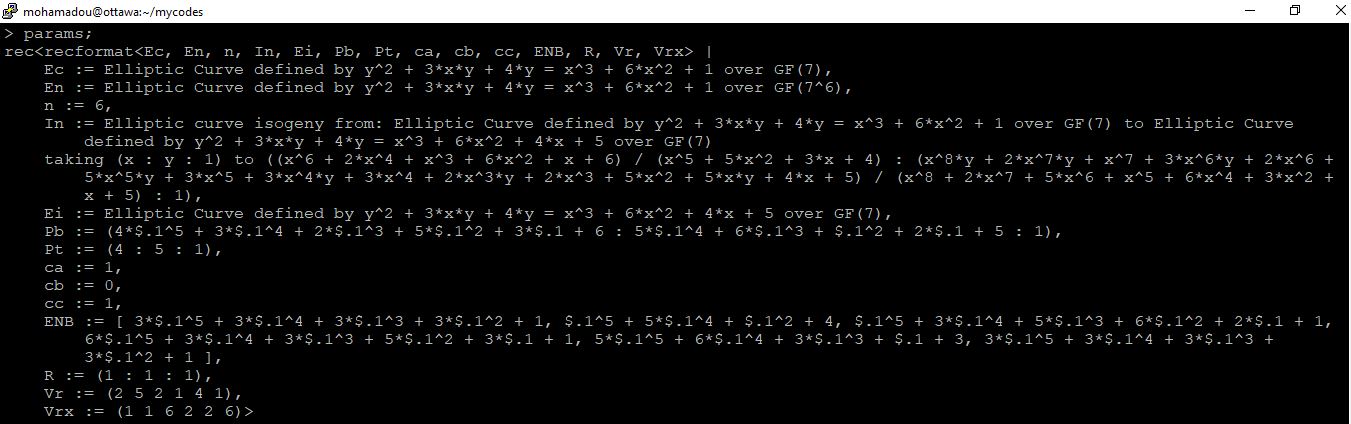 mohamadou@ottawa:~/mycodes
> params;
rec<recformat<Ec, En, n, In, Ei, Pb, Pt, ca, cb, cc, ENB, R, Vr, Vrx> |
Ec := Elliptic Curve defined by y^2 + 3*x*y + 4*y = x^3 + 6*x^2 + 1 over GF(7),
En := Elliptic Curve defined by y^2 + 3*x*y + 4*y = x^3 + 6*x^2 + 1 over GF(7^6),
n := 6,
In := Elliptic curve isogeny from: Elliptic Curve defined by y^2 + 3*x*y + 4*y = x^3 + 6*x^2 + 1 over GF(7) to Elliptic Curve
defined by y^2 + 3*x*y + 4*y = x^3 + 6*x^2 + 4*x + 5 over GF(7)
taking (x : y : 1) to ((x^6 + 2*x^4 + x^3 + 6*x^2 + x + 6) / (x^5 + 5*x^2 + 3*x + 4) : (x^8*y + 2*x^7*y + x^7 + 3*x^6*y + 2*x^6 +
5*x^5*y + 3*x^5 + 3*x^4*y + 3*x^4 + 2*x^3*y + 2*x^3 + 5*x^2 + 5*x*y + 4*x + 5) / (x^8 + 2*x^7 + 5*x^6 + x^5 + 6*x^4 + 3*x^2 +
x + 5) : 1),
Ei := Elliptic Curve defined by y^2 + 3*x*y + 4*y = x^3 + 6*x^2 + 4*x + 5 over GF(7),
Pb := (4*$.1^5 + 3*$.1^4 + 2*$.1^3 + 5*$.1^2 + 3*$.1 + 6 : 5*$.1^4 + 6*$.1^3 + $.1^2 + 2*$.1 + 5 : 1),
Pt := (4 : 5 : 1),
ca := 1,
cb := 0,
cc := 1,
ENB := [ 3*$.1^5 + 3*$.1^4 + 3*$.1^3 + 3*$.1^2 + 1, $.1^5 + 5*$.1^4 + $.1^2 + 4, $.1^5 + 3*$.1^4 + 5*$.1^3 + 6*$.1^2 + 2*$.1 + 1,
6*$.1^5 + 3*$.1^4 + 3*$.1^3 + 5*$.1^2 + 3*$.1 + 1, 5*$.1^5 + 6*$.1^4 + 3*$.1^3 + $.1 + 3, 3*$.1^5 + 3*$.1^4 + 3*$.1^3 +
3*$.1^2 + 1 ],
R := (1 : 1 : 1),
Vr := (2 5 2 1 4 1),
Vrx := (1 1 6 2 2 6)>